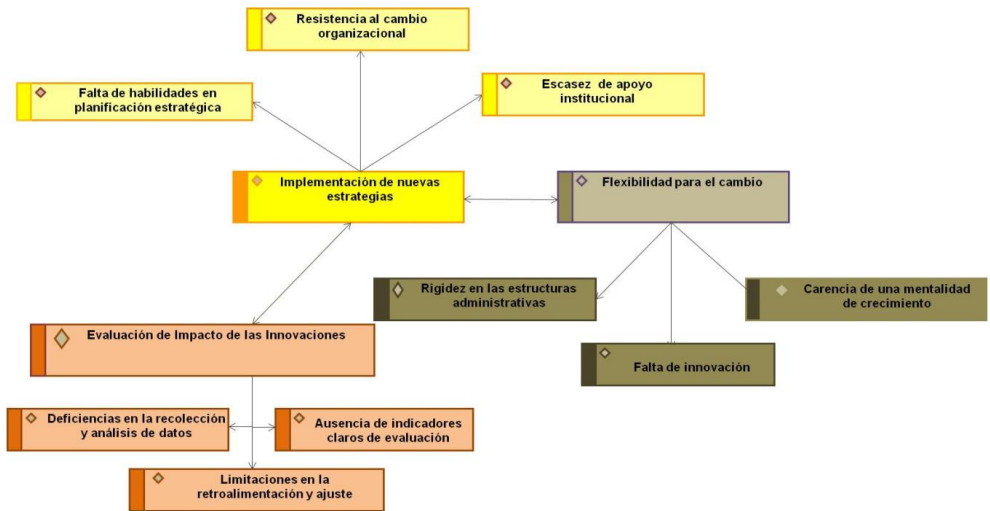 Resistencia al cambio
organizacional
Falta de habilidades en
planificación estratégica
Escasez de apoyo
institucional
Implementación de nuevas
estrategias
Flexibilidad para el cambio
Rigidez en las estructuras
administrativas
Carencia de una mentalidad
de crecimiento
Evaluación de Impacto de las Innovaciones
Falta de innovación
Deficiencias en la recolección
y análisis de datos
Ausencia de indicadores
claros de evaluación
Limitaciones en la
retroalimentación y ajuste